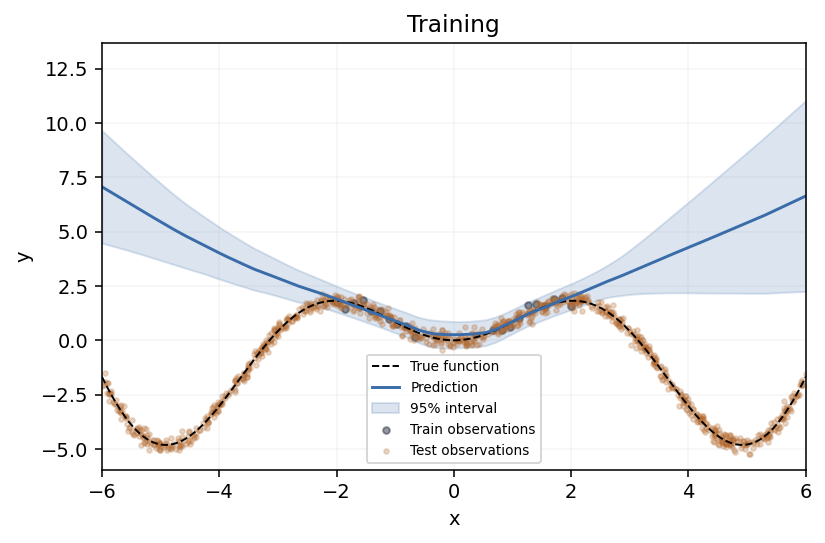 Training
12.5
10.0
7.5
5.0
2.5
0.0
−2.5
−5.0
y
True function
Prediction
95% interval
Train observations
Test observations
−6 −4 −2 0 2 4 6
x